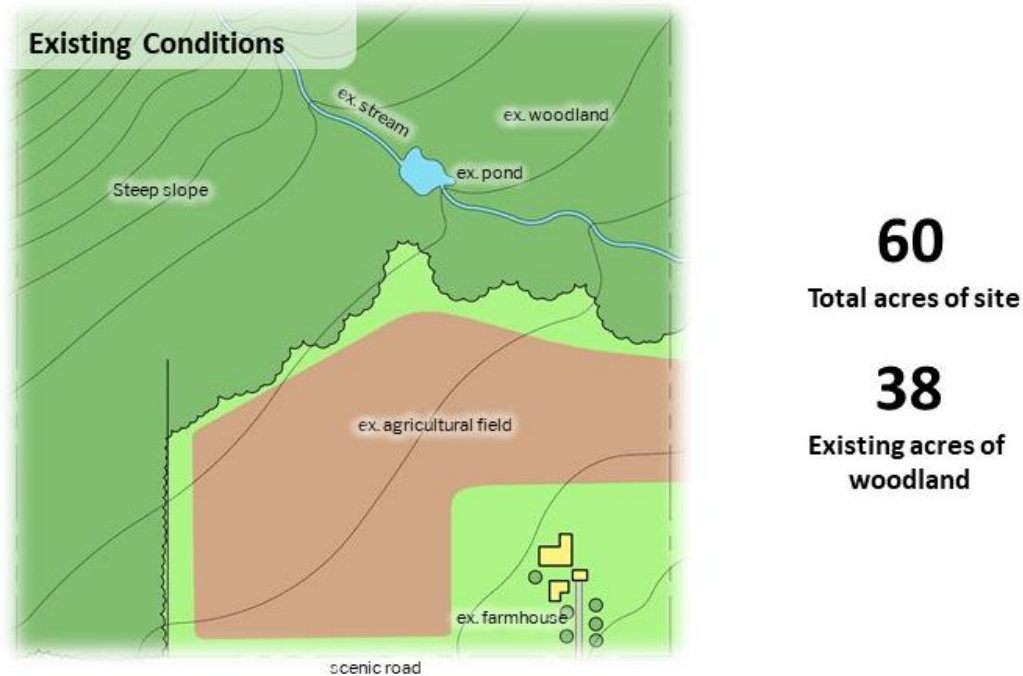 Existing Conditions
ex. stream
ex. woodland
ex. pond
Steep slope
60
Total acres of site
38
Existing acres of
woodland
ex. agricultural field
ex. farmhouse
scenic road